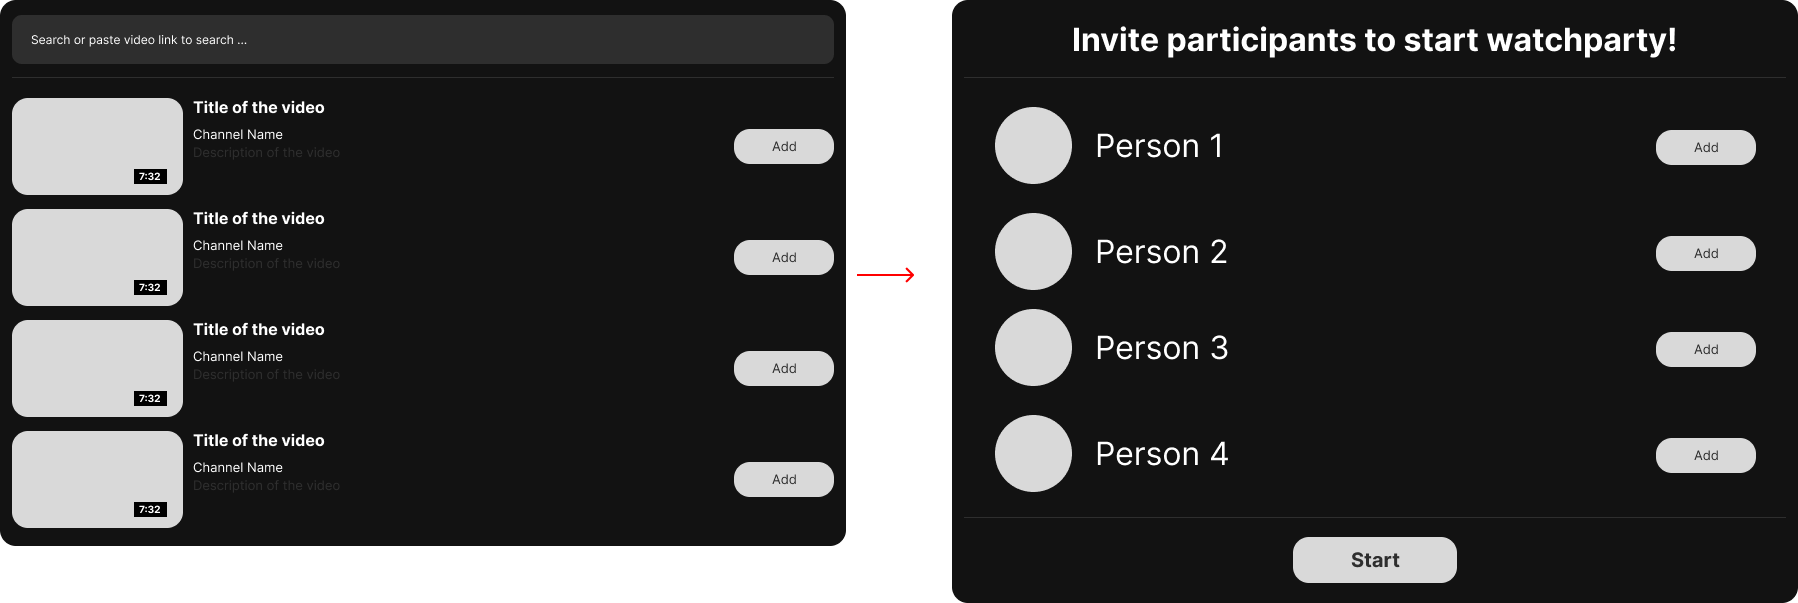 Search or paste video link to search ...
Title of the video
Channel Name
Description of the video
7:32
Add
Title of the video
Channel Name
Description of the video
7:32
Add
Title of the video
Channel Name
Description of the video
7:32
Add
Title of the video
Channel Name
Description of the video
7:32
Add
Invite participants to start watchparty!
Person 1
Add
Person 2
Add
Person 3
Add
Person 4
Add
Start